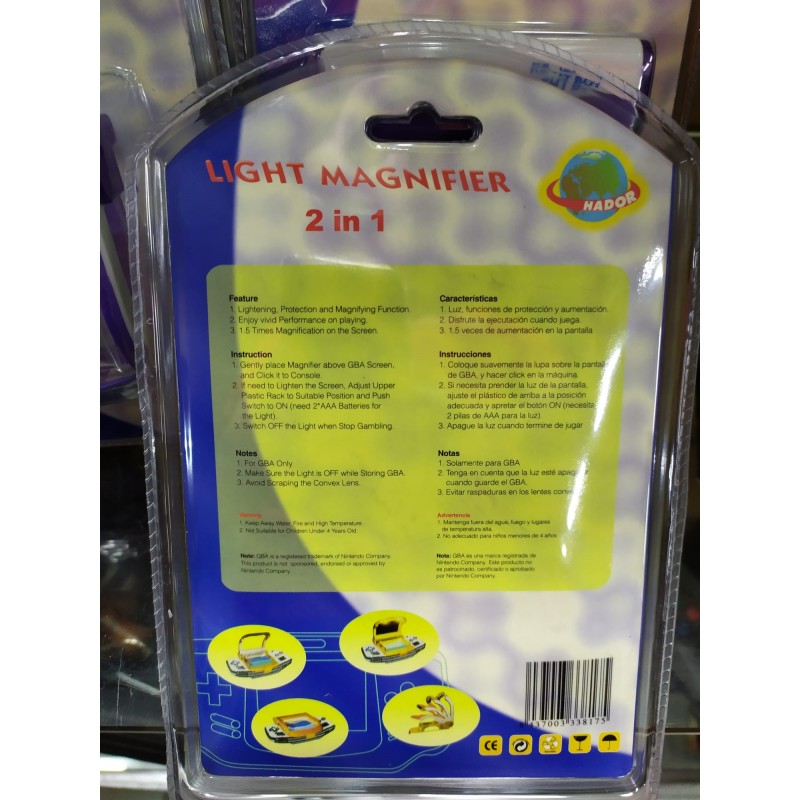 LIGHT MAGNIFIER
2 in 1
HADOR
Feature
1. Lightening, Protection and Magnifying Function.
2. Enjoy vivid Performance on playing.
3. 1.5 Times Magnification on the Screen.
Instruction
1. Gently place Magnifier above GBA Screen,
and Click it to Console.
2. If need to Lighten the Screen, Adjust Upper
Plastic Rack to Suitable Position and Push
Switch to ON (need 2*AAA Batteries for
the Light).
3. Switch OFF the Light when Stop Gambling.
Notes
1. For GBA Only
2. Make Sure the Light is OFF while Storing GBA.
3. Avoid Scraping the Convex Lens.
Warning
1. Keep Away Water, Fire and High Temperature.
2. Not Suitable for Children Under 4 Years Old.
Note: GBA is a registered trademark of Nintendo Company
This product is not sponsored, endorsed or approved by
Nintendo Company.
Características
1. Luz, funciones de protección y aumentación.
2. Disfrute la ejecutación cuando juega.
3. 1.5 veces de aumentación en la pantalla
Instrucciones
1. Coloque suavemente la lupa sobre la
de GBA, y hacer click en la máquina.
2. Si necesita prender la luz de la pantalla,
ajuste el plástico de arriba a la posición
adecuada y apretar el botón ON
2 pilas de AAA para la luz).
3. Apague la luz cuando termine de jugar
Notas
1. Solamente para GBA
2. Tenga en cuenta que la luz esté
cuando guarde el GBA.
3. Evitar raspaduras en los lentes
Advertencia
1. Mantenga fuera del agua, fuego y lugares
de temperatura alta.
2. No adecuado para niños menores de 4 años
Note: GBA es una marca registrada de
Nintendo Company. Este producto no
es patrocinado certificado o aprobado
por Nintendo Company.
37003 338175
CE